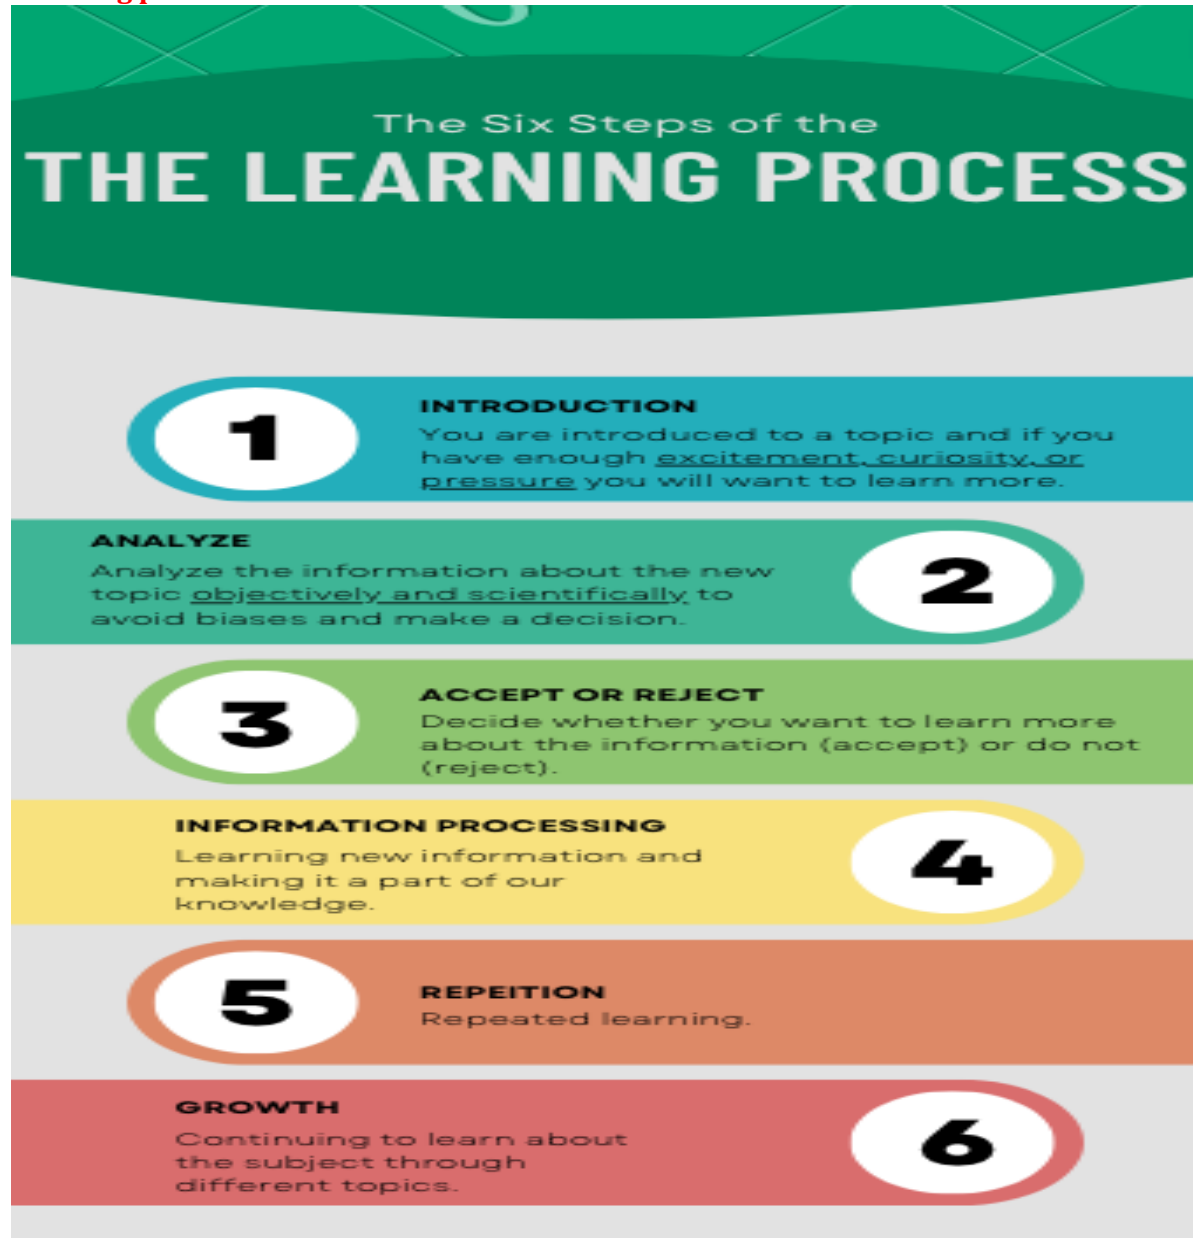 The Six Steps of the
THE LEARNING PROCESS
1
INTRODUCTION
You are introduced to a topic and if you
have enough excitement, curiosity, or
pressure you will want to learn more.
ANALYZE
Analyze the information about the new
topic objectively and scientifically to
avoid biases and make a decision.
2
3
ACCEPT OR REJECT
Decide whether you want to learn more
about the information (accept) or do not
(reject).
INFORMATION PROCESSING
Learning new information and
making it a part of our
knowledge.
4
5
REPEITION
Repeated learning.
GROWTH
Continuing to learn about
the subject through
different topics.
6